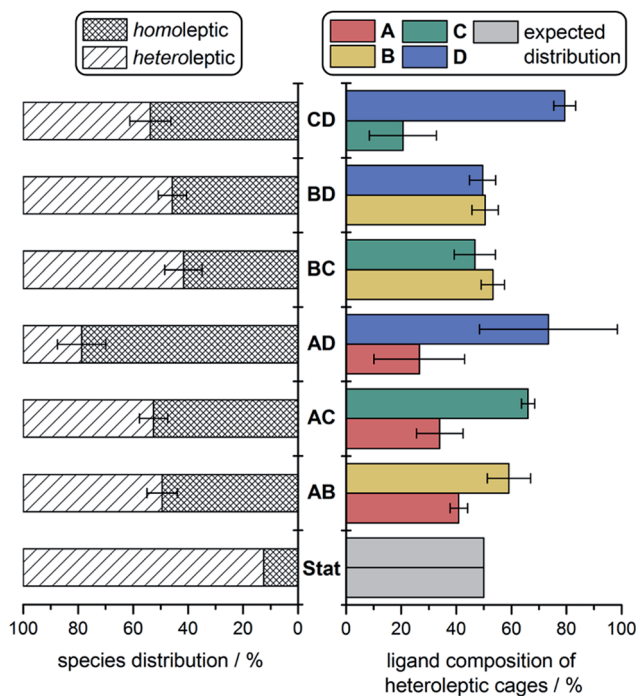 homoleptic
heteroleptic
A C expected
B D distribution
CD
BD
BC
AD
AC
AB
Stat
100 80 60 40 20 0
0 20 40 60 80 100
species distribution / %
ligand composition of
heteroleptic cages / %